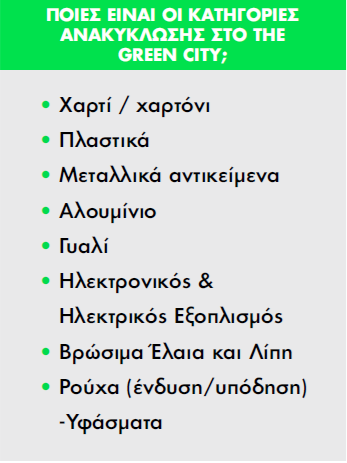 ΠΟΙΕΣ ΕΙΝΑΙ ΟΙ ΚΑΤΗΓΟΡΙΕΣ
ΑΝΑΚΥΚΛΩΣΗΣ ΣΤΟ THE
GREEN CITY;
• Χαρτί / χαρτόνι
• Πλαστικά
• Μεταλλικά αντικείμενα
• Αλουμίνιο
• Γυαλί
• Ηλεκτρονικός &
Ηλεκτρικός Εξοπλισμός
• Βρώσιμα Έλαια και Λίπη
• Ρούχα (ένδυση/υπόδηση)
-Υφάσματα